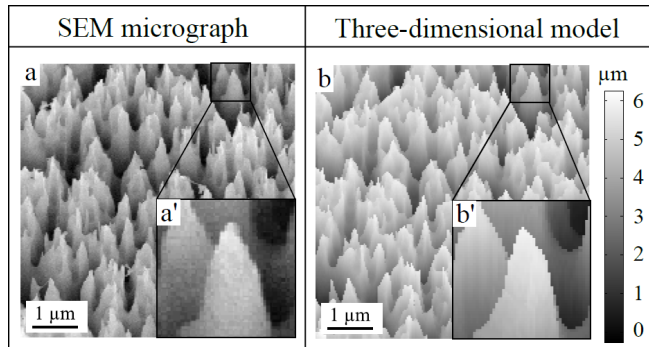 SEM micrograph
Three-dimensional model
a
b
µm
6
5
4
3
2
1
0
a'
b'
1 µm
1 µm